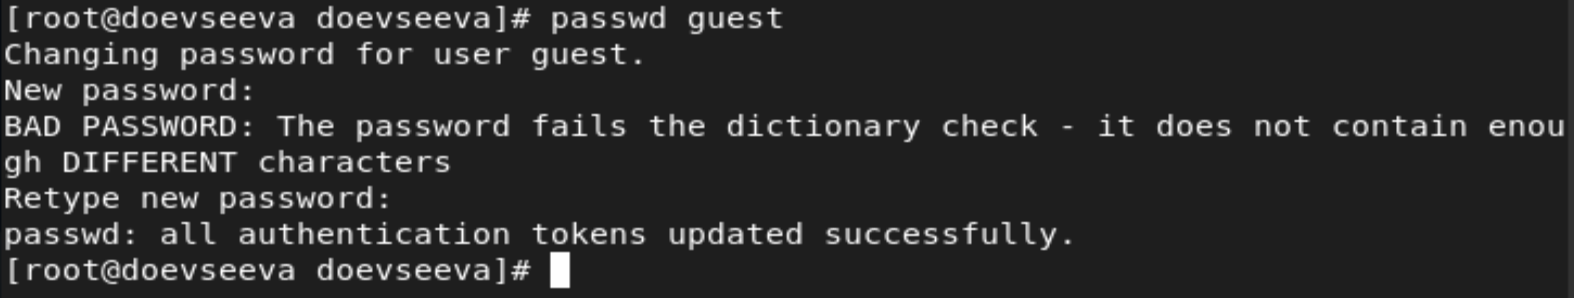 [root@doevseeva doevseeva]# passwd guest
Changing password for user guest.
New password:
BAD PASSWORD: The password fails the dictionary check - it does not contain enou
gh DIFFERENT characters
Retype new password:
passwd: all authentication tokens updated successfully.
[root@doevseeva doevseeva]#